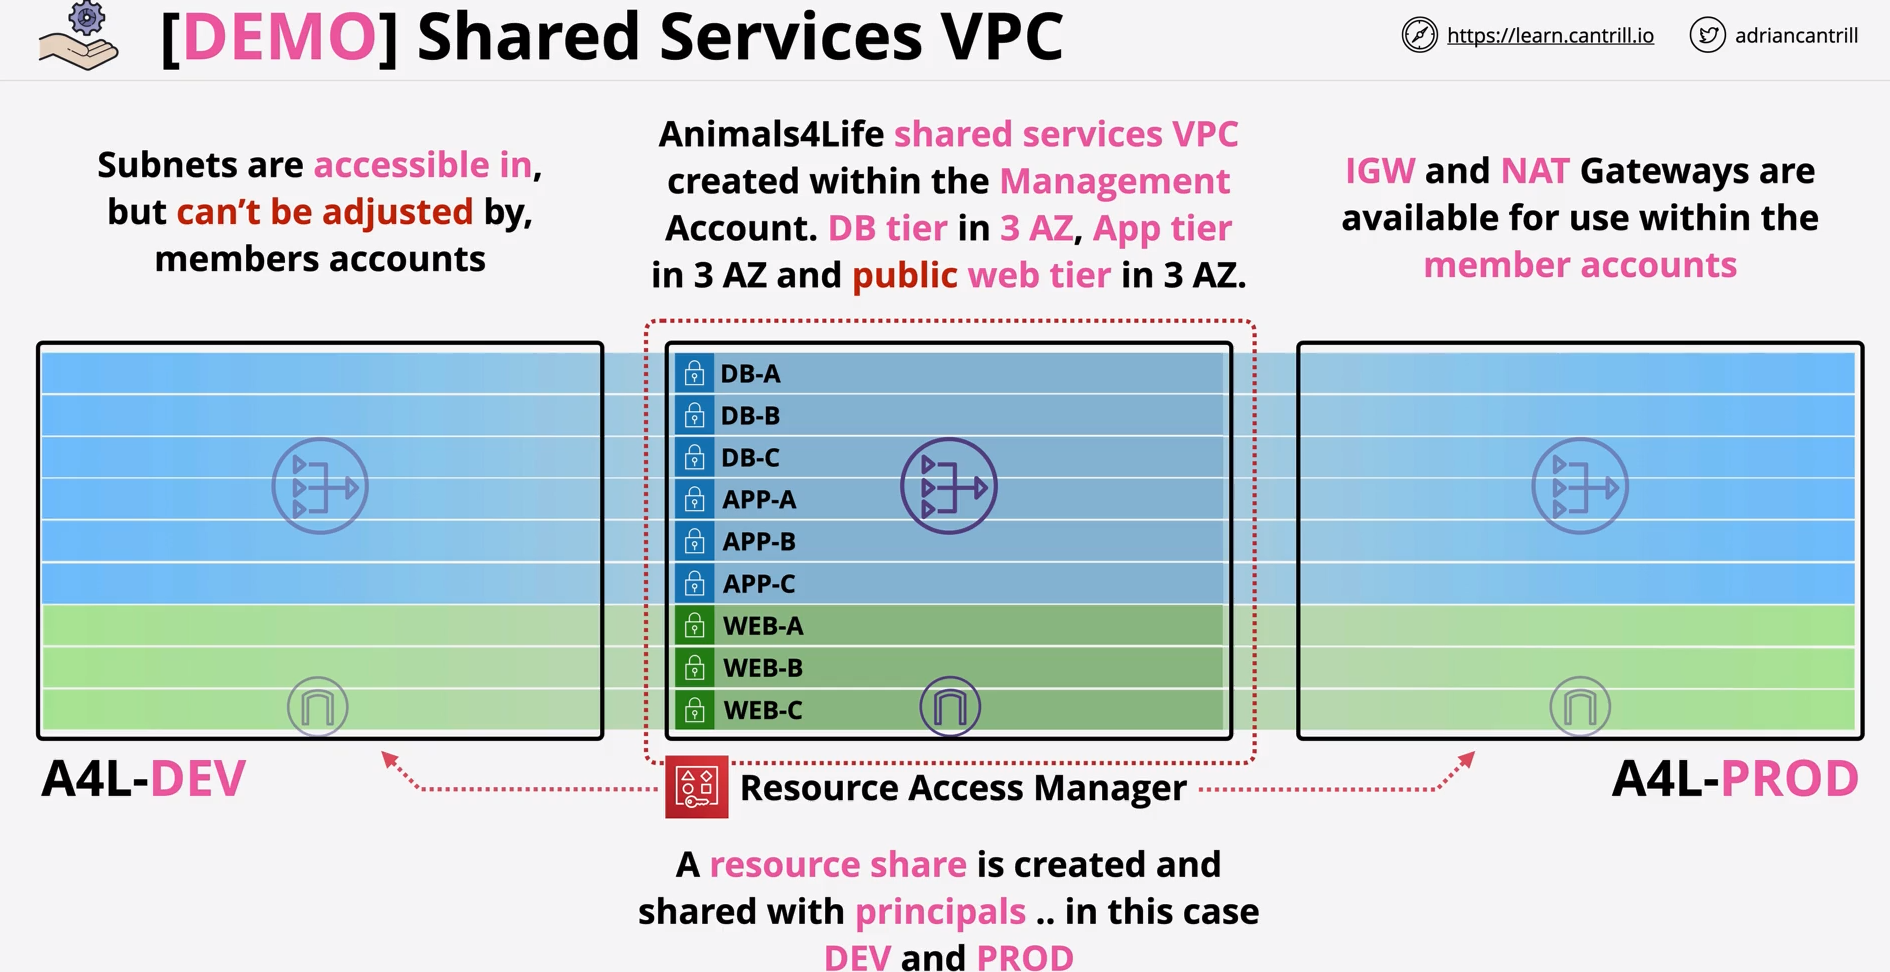 [DEMO] Shared Services VPC
https://learn.cantrill.io
adriancantrill
Subnets are accessible in,
but can’t be adjusted by,
members accounts
Animals4Life shared services VPC
created within the Management
Account. DB tier in 3 AZ, App tier
in 3 AZ and public web tier in 3 AZ.
IGW and NAT Gateways are
available for use within the
member accounts
DB-A
DB-B
DB-C
APP-A
APP-B
APP-C
WEB-A
WEB-B
WEB-C
A4L-DEV
Resource Access Manager
A4L-PROD
A resource share is created and
shared with principals .. in this case
DEV and PROD